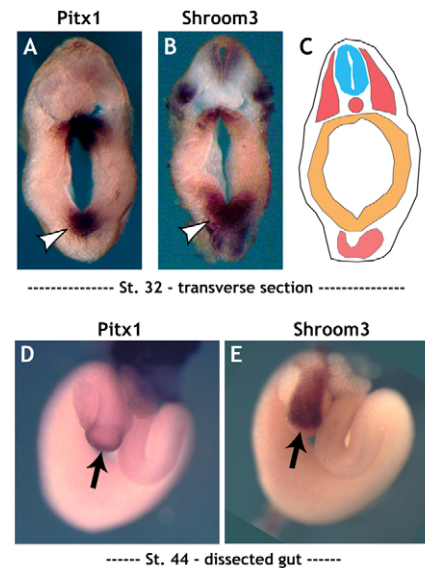 Pitx1 Shroom3
A B C
--------------- St. 32 - transverse section ---------------
Pitx1 Shroom3
D E
------ St. 44 - dissected gut ------